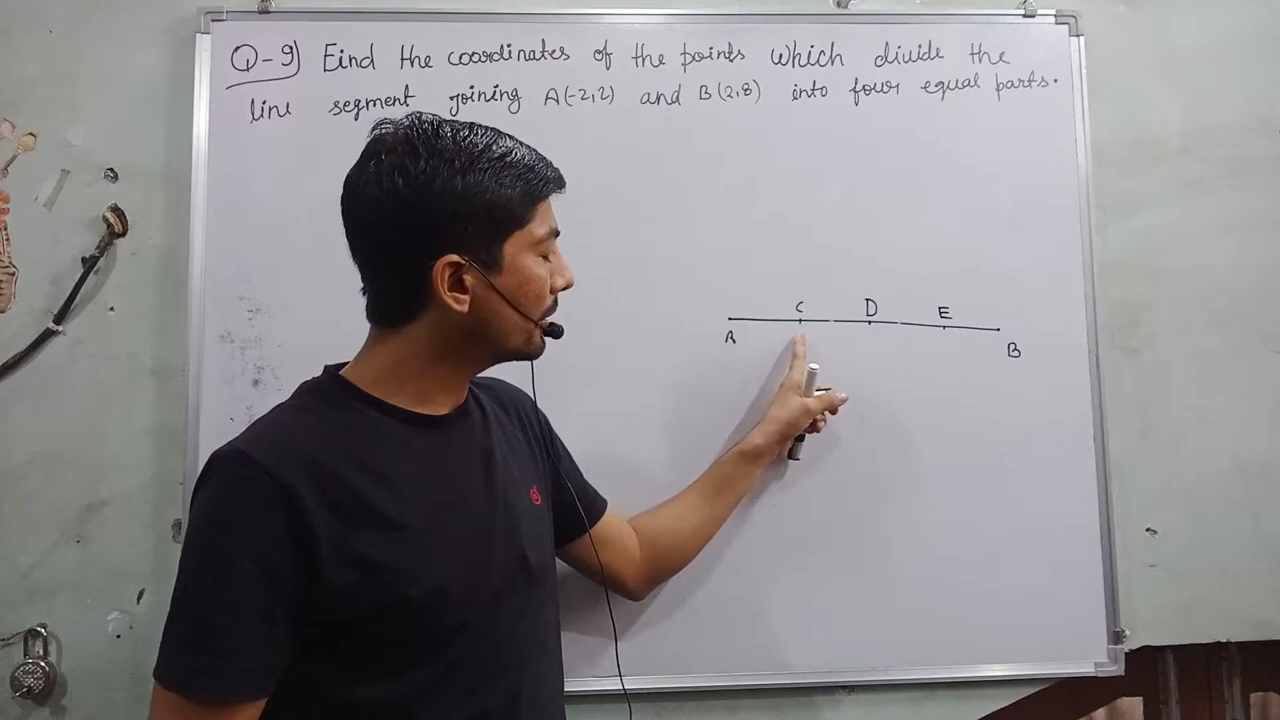 Q-9) Eind the coordinates of the points which divide the
line segment joining A(-2,2) and B(2,8) into four equal parts.
C D E
A B